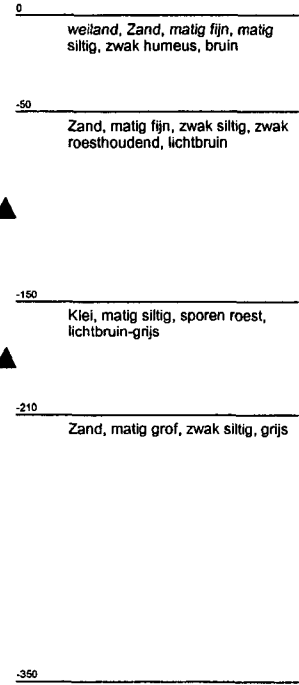 0
weiland, Zand, matig fijn, matig
siltig, zwak humeus, bruin
-50
Zand, matig fijn, zwak siltig, zwak
roesthoudend, lichtbruin
-150
Klei, matig siltig, sporen roest,
lichtbruin-grijs
-210
Zand, matig grof, zwak siltig, grijs
-350